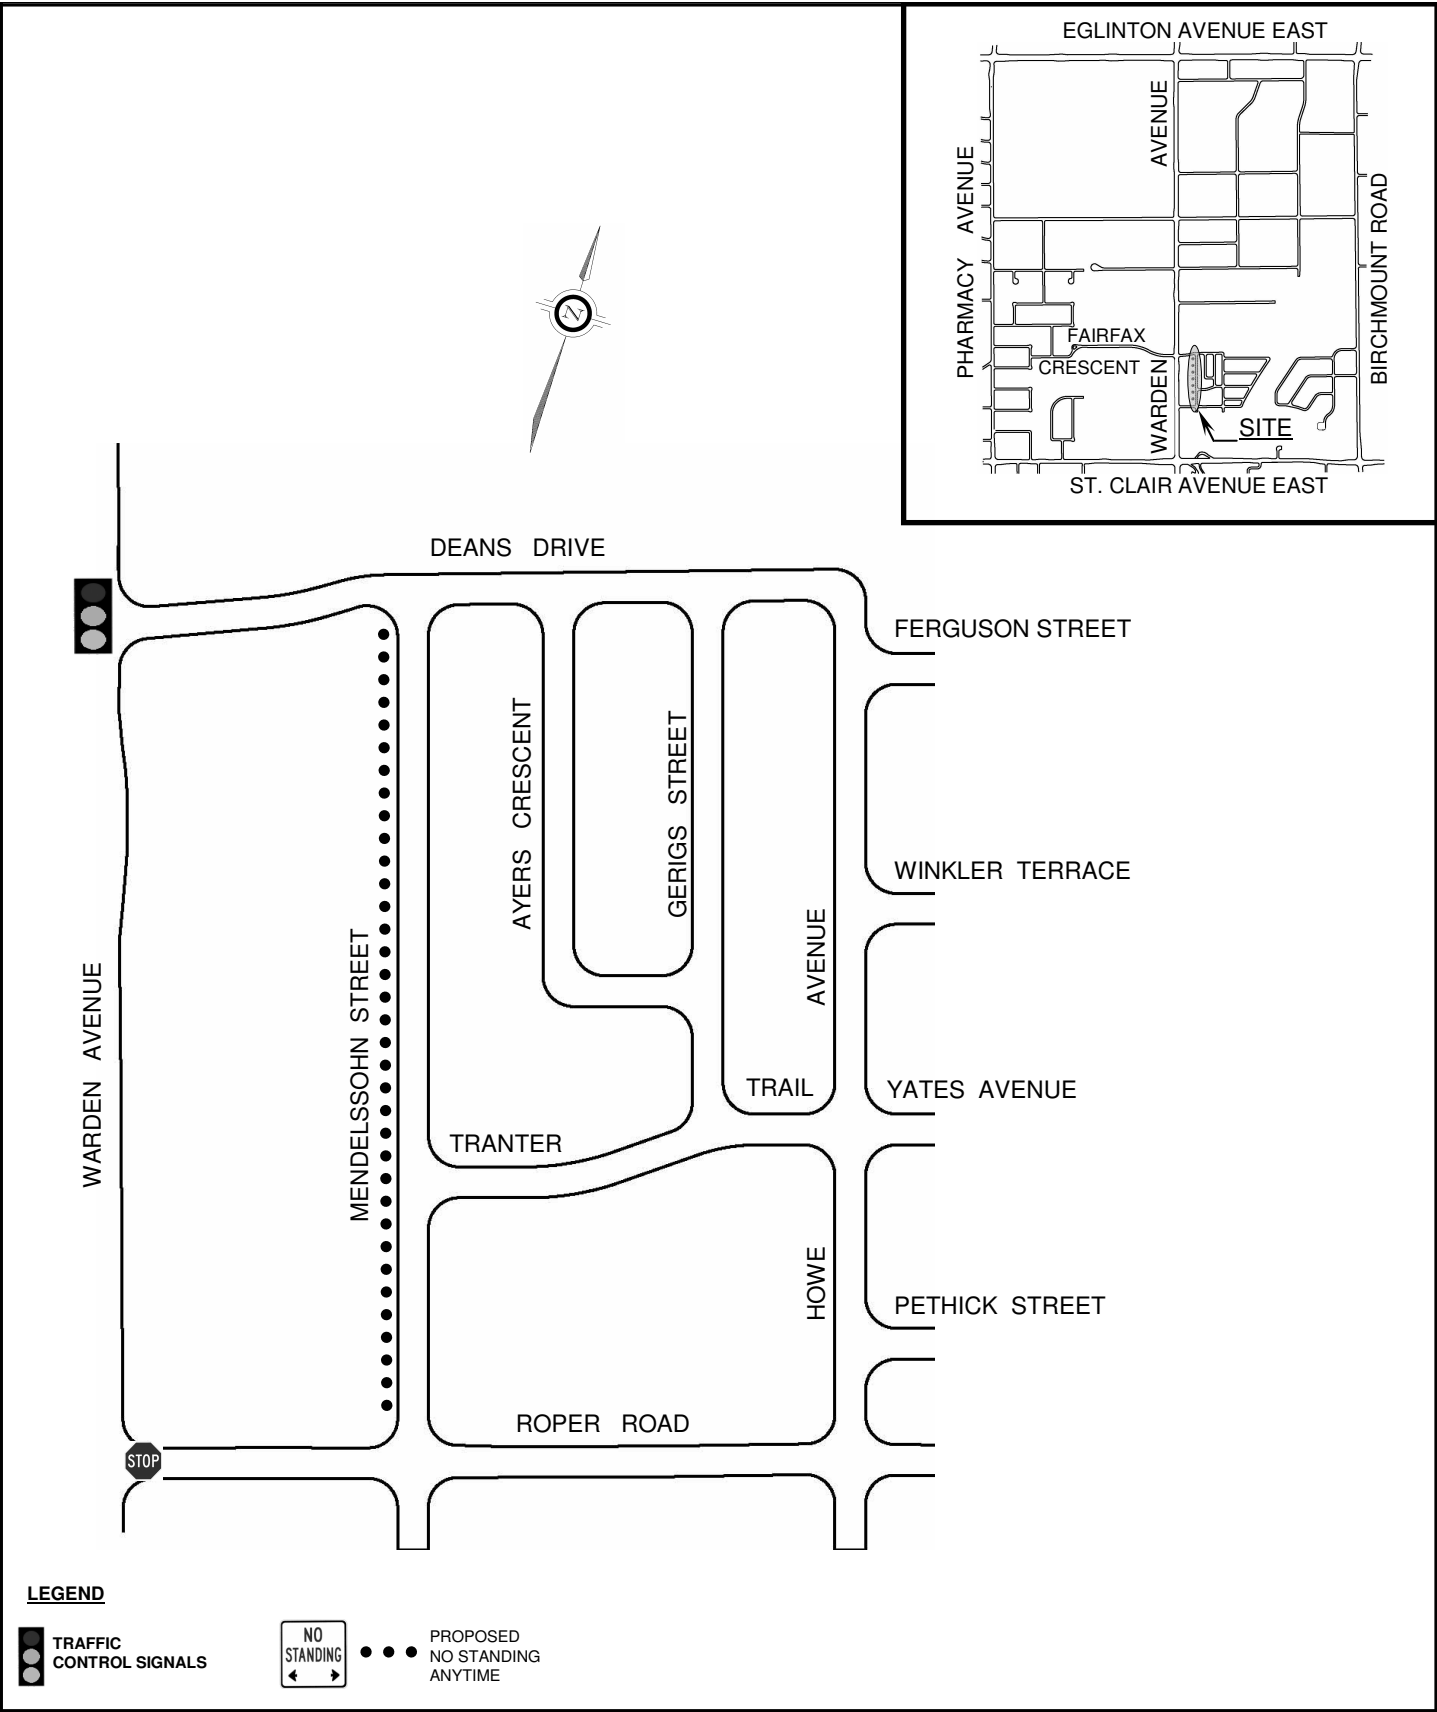 EGLINTON AVENUE EAST
PHARMACY AVENUE
WARDEN AVENUE
BIRCHMOUNT ROAD
FAIRFAX
CRESCENT
SITE
ST. CLAIR AVENUE EAST
N
DEANS DRIVE
FERGUSON STREET
WINKLER TERRACE
YATES AVENUE
PETHICK STREET
WARDEN AVENUE
MENDELSSOHN STREET
AYERS CRESCENT
GERIGS STREET
HOWE AVENUE
TRANTER TRAIL
ROPER ROAD
STOP
LEGEND
TRAFFIC
CONTROL SIGNALS
NO
STANDING
PROPOSED
NO STANDING
ANYTIME